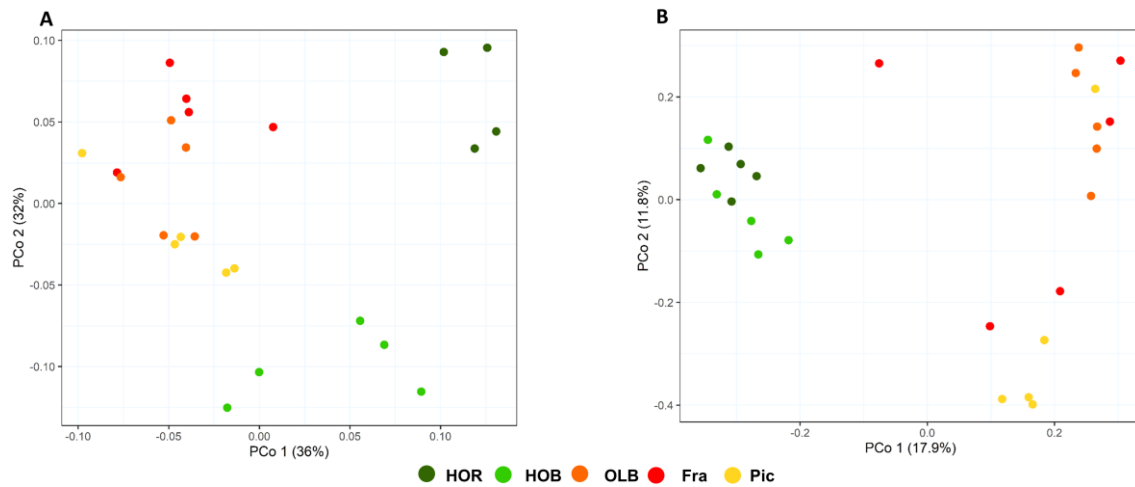 A
0.10
0.05
0.00
-0.05
-0.10
PCo 2 (32%)
-0.10
-0.05
0.00
0.05
0.10
PCo 1 (36%)
B
0.2
0.0
-0.2
-0.4
PCo 2 (11.8%)
-0.2
0.0
0.2
PCo 1 (17.9%)
HOR HOB OLB Fra Pic